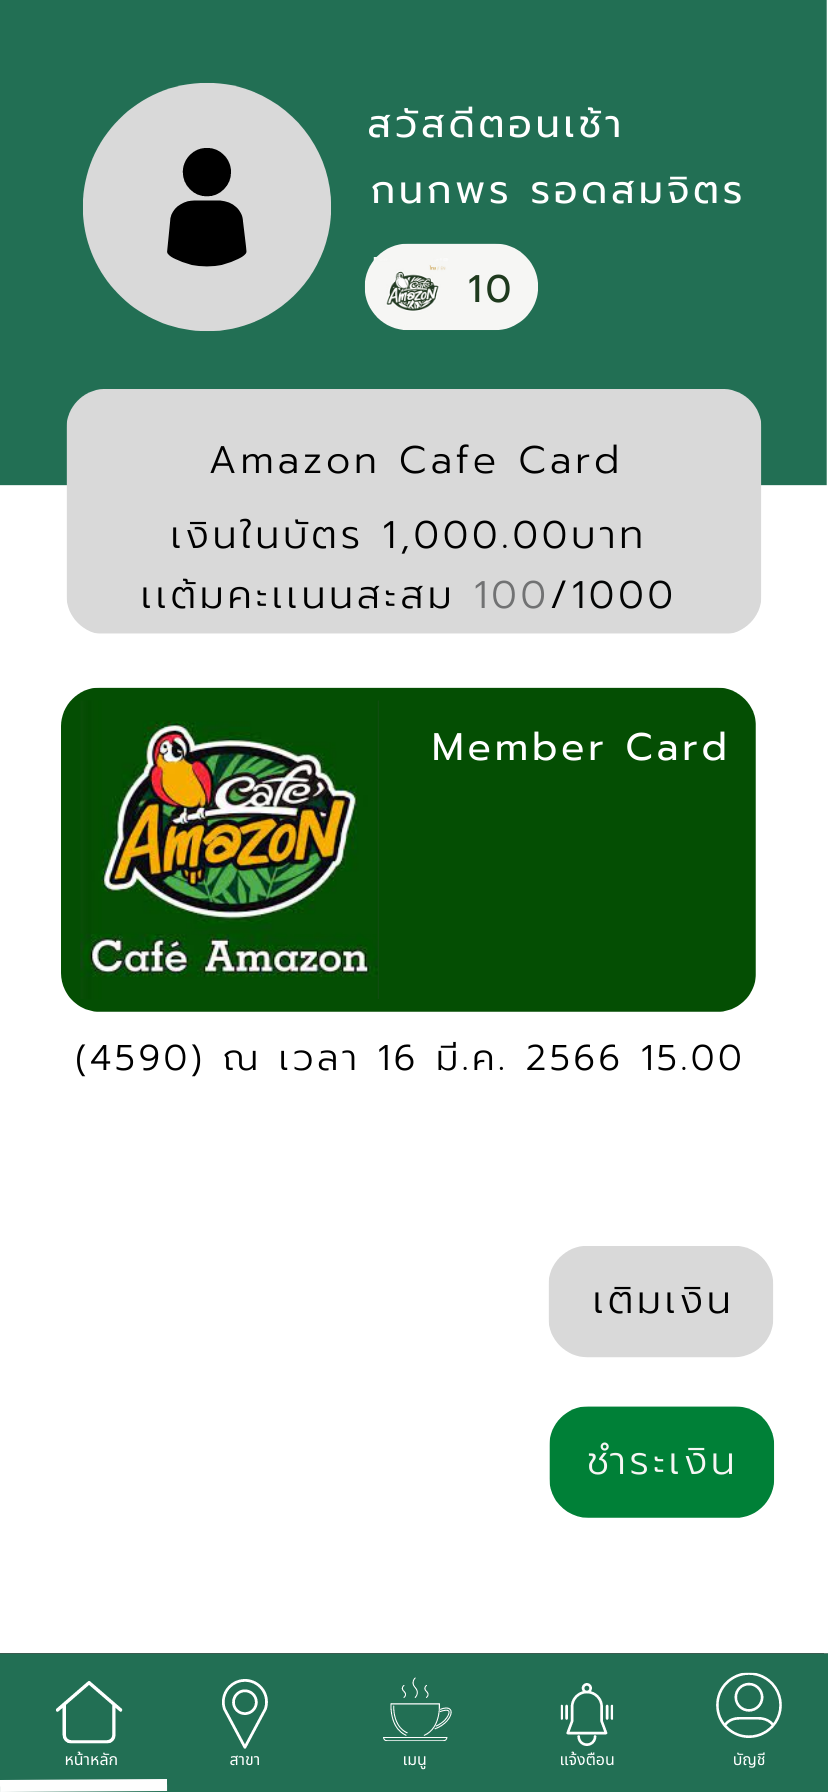 สวัสดีตอนเช้า
กนกพร รอดสมจิตร
Café
Amazon
10
Amazon Cafe Card
เงินในบัตร 1,000.00บาท
เเต้มคะเเนนสะสม 100/1000
Member Card
Café
Amazon
Café Amazon
(4590) ณ เวลา 16 มี.ค. 2566 15.00
เติมเงิน
ชำระเงิน
หน้าหลัก
สาขา
เมนู
แจ้งตือน
บัญชี